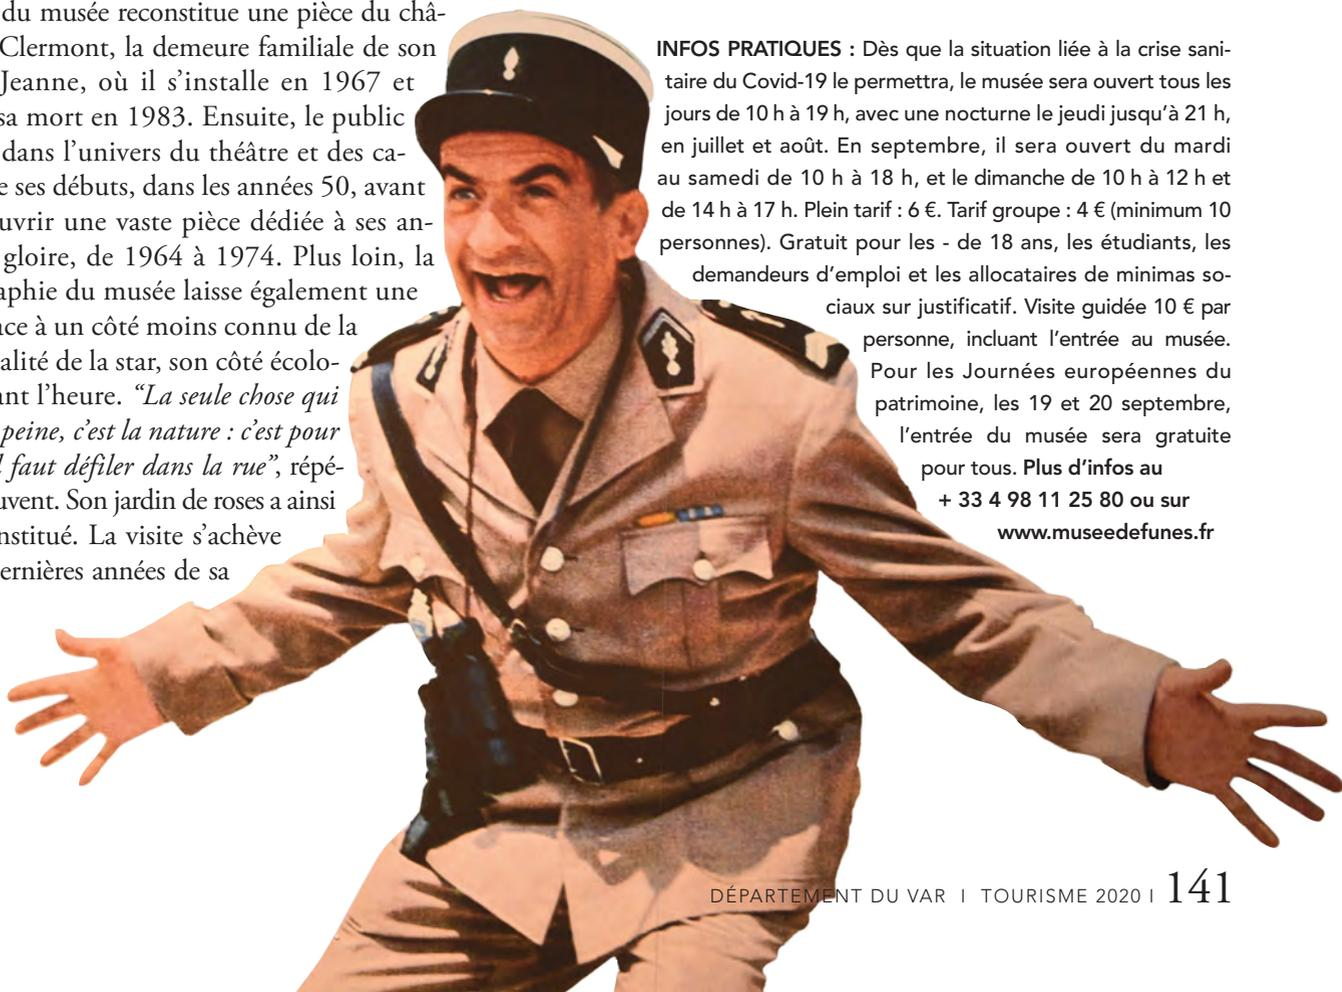 du musée reconstitue une pièce du châ-
Clermont, la demeure familiale de son
Jeanne, où il s’installe en 1967 et
sa mort en 1983. Ensuite, le public
dans l’univers du théâtre et des ca-
e ses débuts, dans les années 50, avant
uvrir une vaste pièce dédiée à ses an-
gloire, de 1964 à 1974. Plus loin, la
aphie du musée laisse également une
ace à un côté moins connu de la
alité de la star, son côté écolo-
ant l’heure. “La seule chose qui
peine, c’est la nature : c’est pour
l faut défiler dans la rue”, répé-
uvent. Son jardin de roses a ainsi
nstitué. La visite s’achève
ernières années de sa
INFOS PRATIQUES : Dès que la situation liée à la crise sani-
taire du Covid-19 le permettra, le musée sera ouvert tous les
jours de 10 h à 19 h, avec une nocturne le jeudi jusqu’à 21 h,
en juillet et août. En septembre, il sera ouvert du mardi
au samedi de 10 h à 18 h, et le dimanche de 10 h à 12 h et
de 14 h à 17 h. Plein tarif : 6 €. Tarif groupe : 4 € (minimum 10
personnes). Gratuit pour les - de 18 ans, les étudiants, les
demandeurs d’emploi et les allocataires de minimas so-
ciaux sur justificatif. Visite guidée 10 € par
personne, incluant l’entrée au musée.
Pour les Journées européennes du
patrimoine, les 19 et 20 septembre,
l’entrée du musée sera gratuite
pour tous. Plus d’infos au
+ 33 4 98 11 25 80 ou sur
www.museedefunes.fr
DÉPARTEMENT DU VAR I TOURISME 2020 I 141